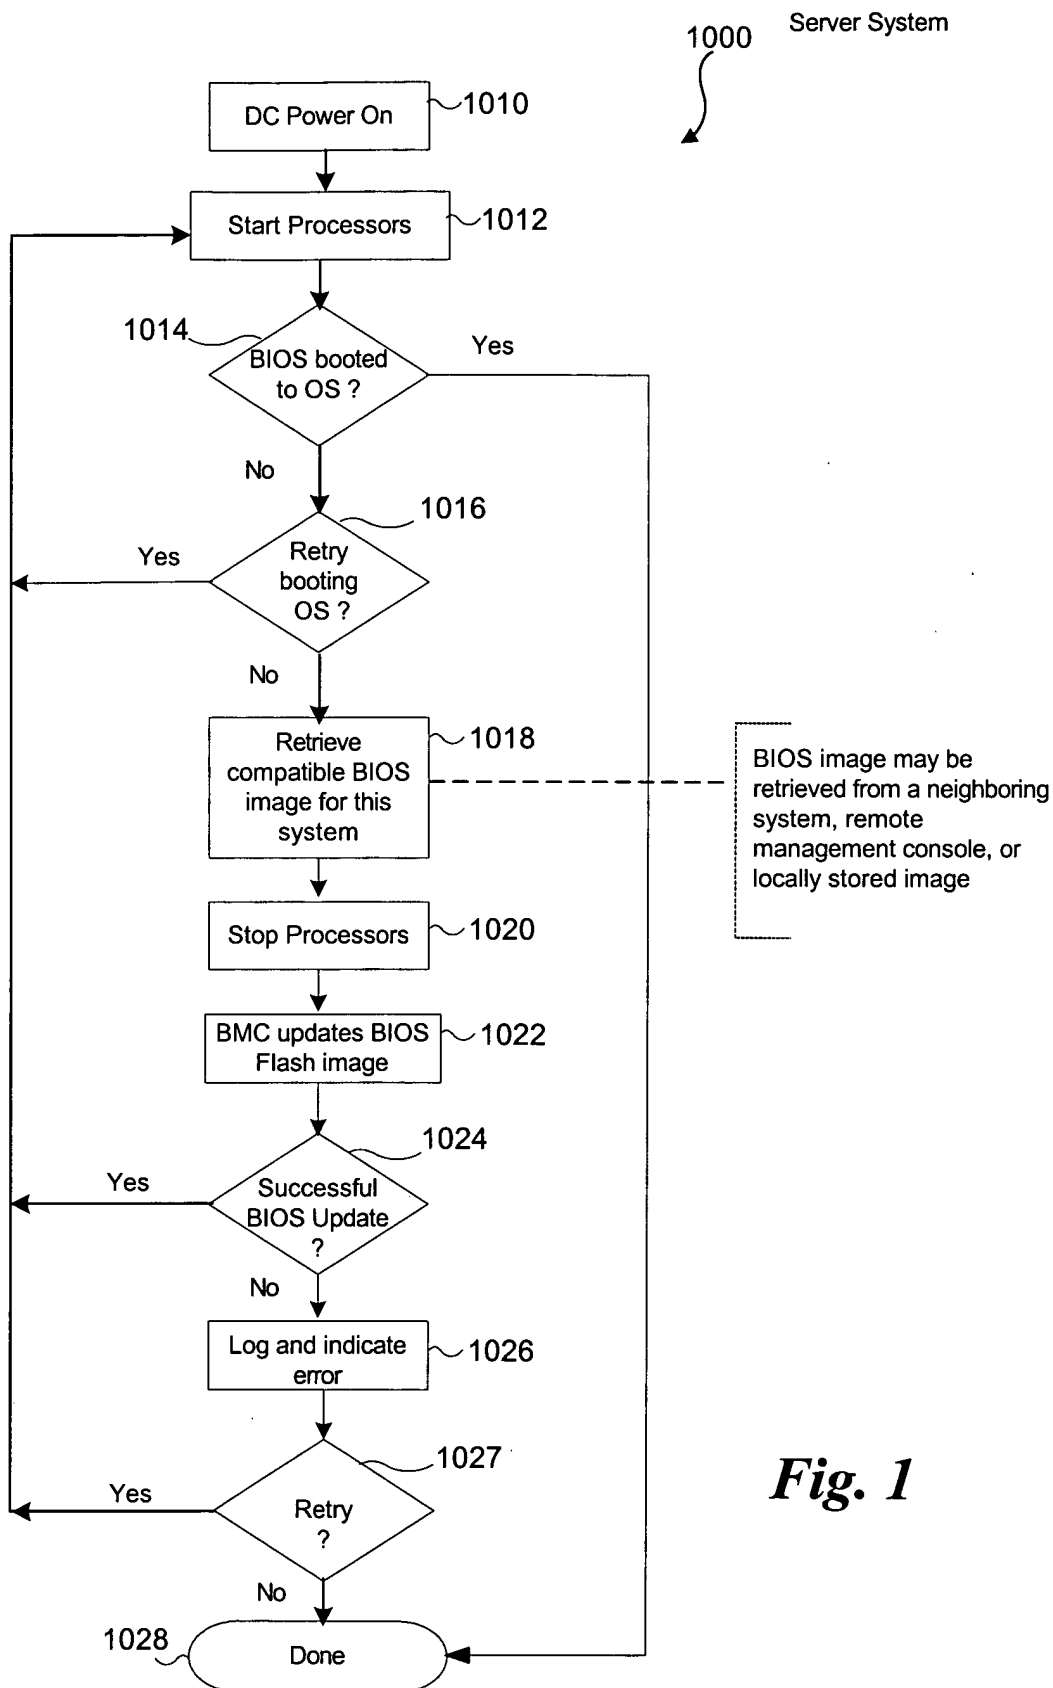 Server System
1000
DC Power On
1010
Start Processors
1012
1014
BIOS booted
to OS ?
Yes
No
1016
Retry
booting
OS ?
Yes
No
Retrieve
compatible BIOS
image for this
system
1018
BIOS image may be
retrieved from a neighboring
system, remote
management console, or
locally stored image
Stop Processors
1020
BMC updates BIOS
Flash image
1022
1024
Successful
BIOS Update
?
Yes
No
Log and indicate
error
1026
1027
Retry
?
Yes
No
Fig. 1
1028
Done